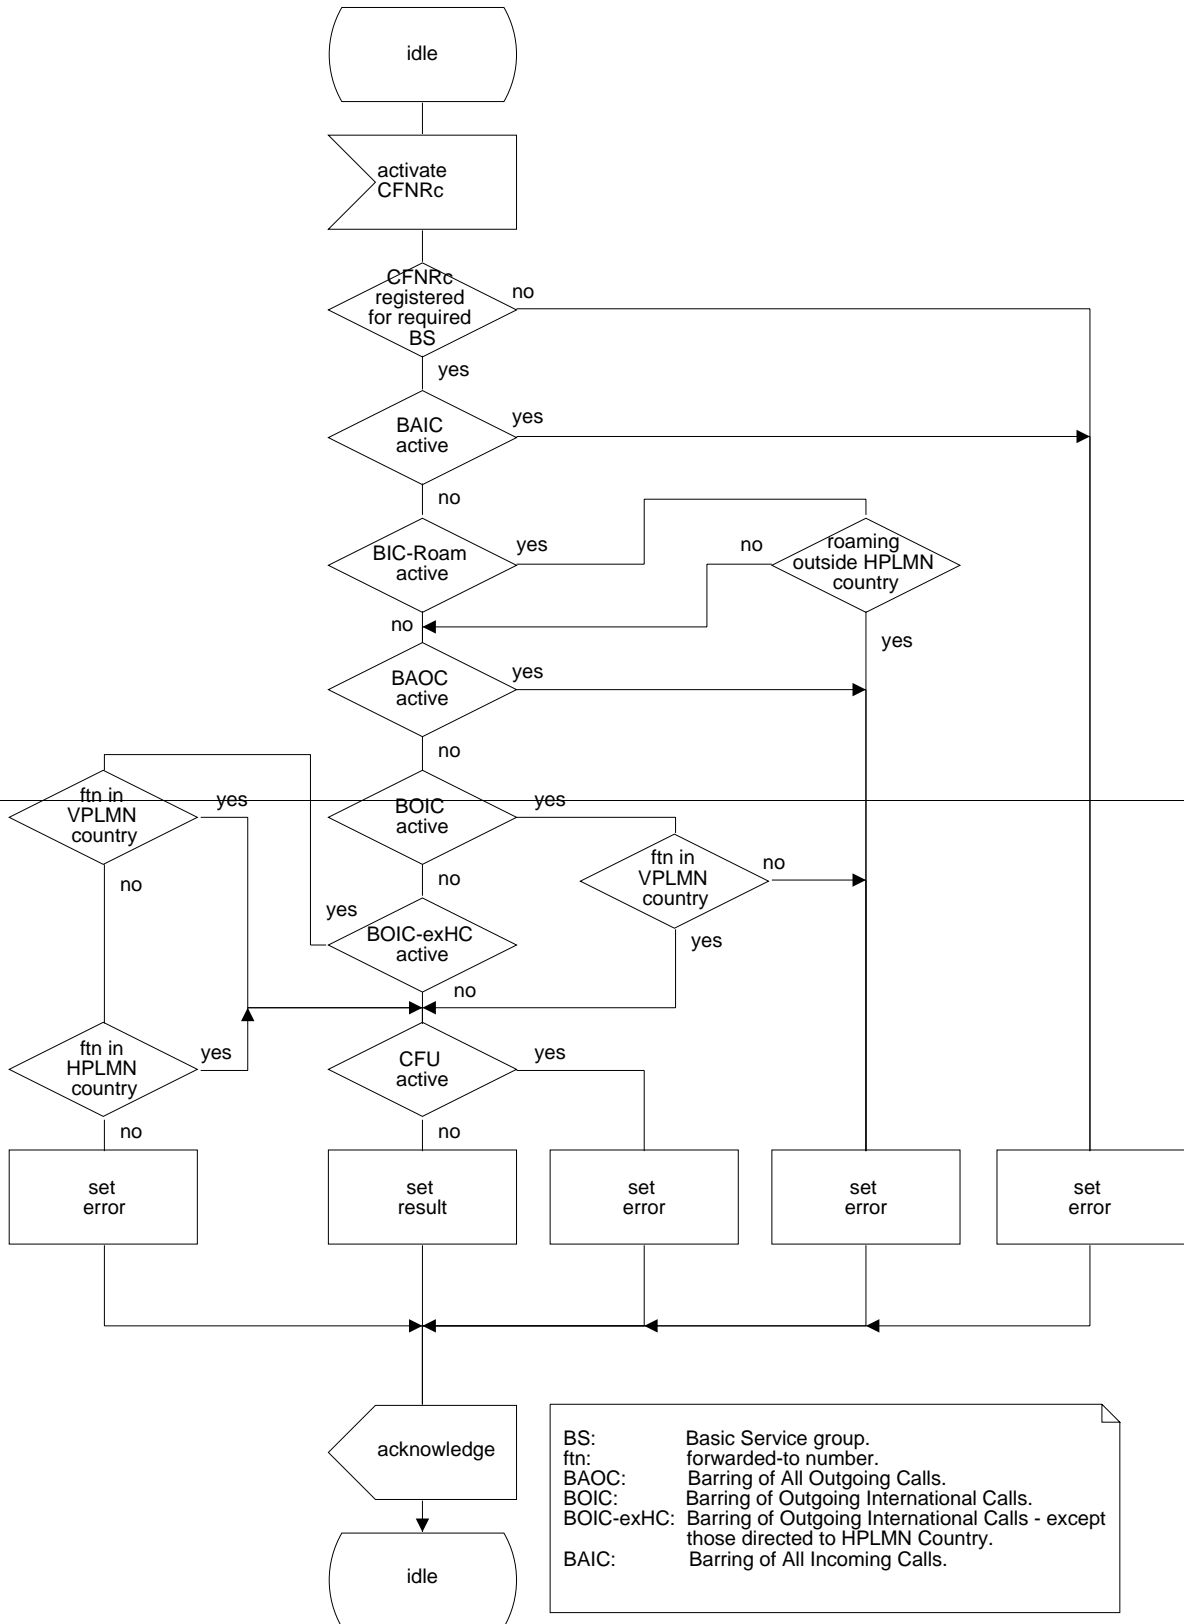 idle
activate
CFNRc
CFNRc
registered
for required
BS
no
yes
BAIC
active
yes
no
BIC-Roam
active
yes
no
roaming
outside HPLMN
country
no
yes
BAOC
active
yes
no
ftn in
VPLMN
country
yes
no
BOIC
active
yes
no
ftn in
VPLMN
country
no
yes
yes
BOIC-exHC
active
no
ftn in
HPLMN
country
yes
no
CFU
active
yes
no
set
error
set
result
set
error
set
error
set
error
acknowledge
idle
BS: Basic Service group.
ftn: forwarded-to number.
BAOC: Barring of All Outgoing Calls.
BOIC: Barring of Outgoing International Calls.
BOIC-exHC: Barring of Outgoing International Calls - except
those directed to HPLMN Country.
BAIC: Barring of All Incoming Calls.